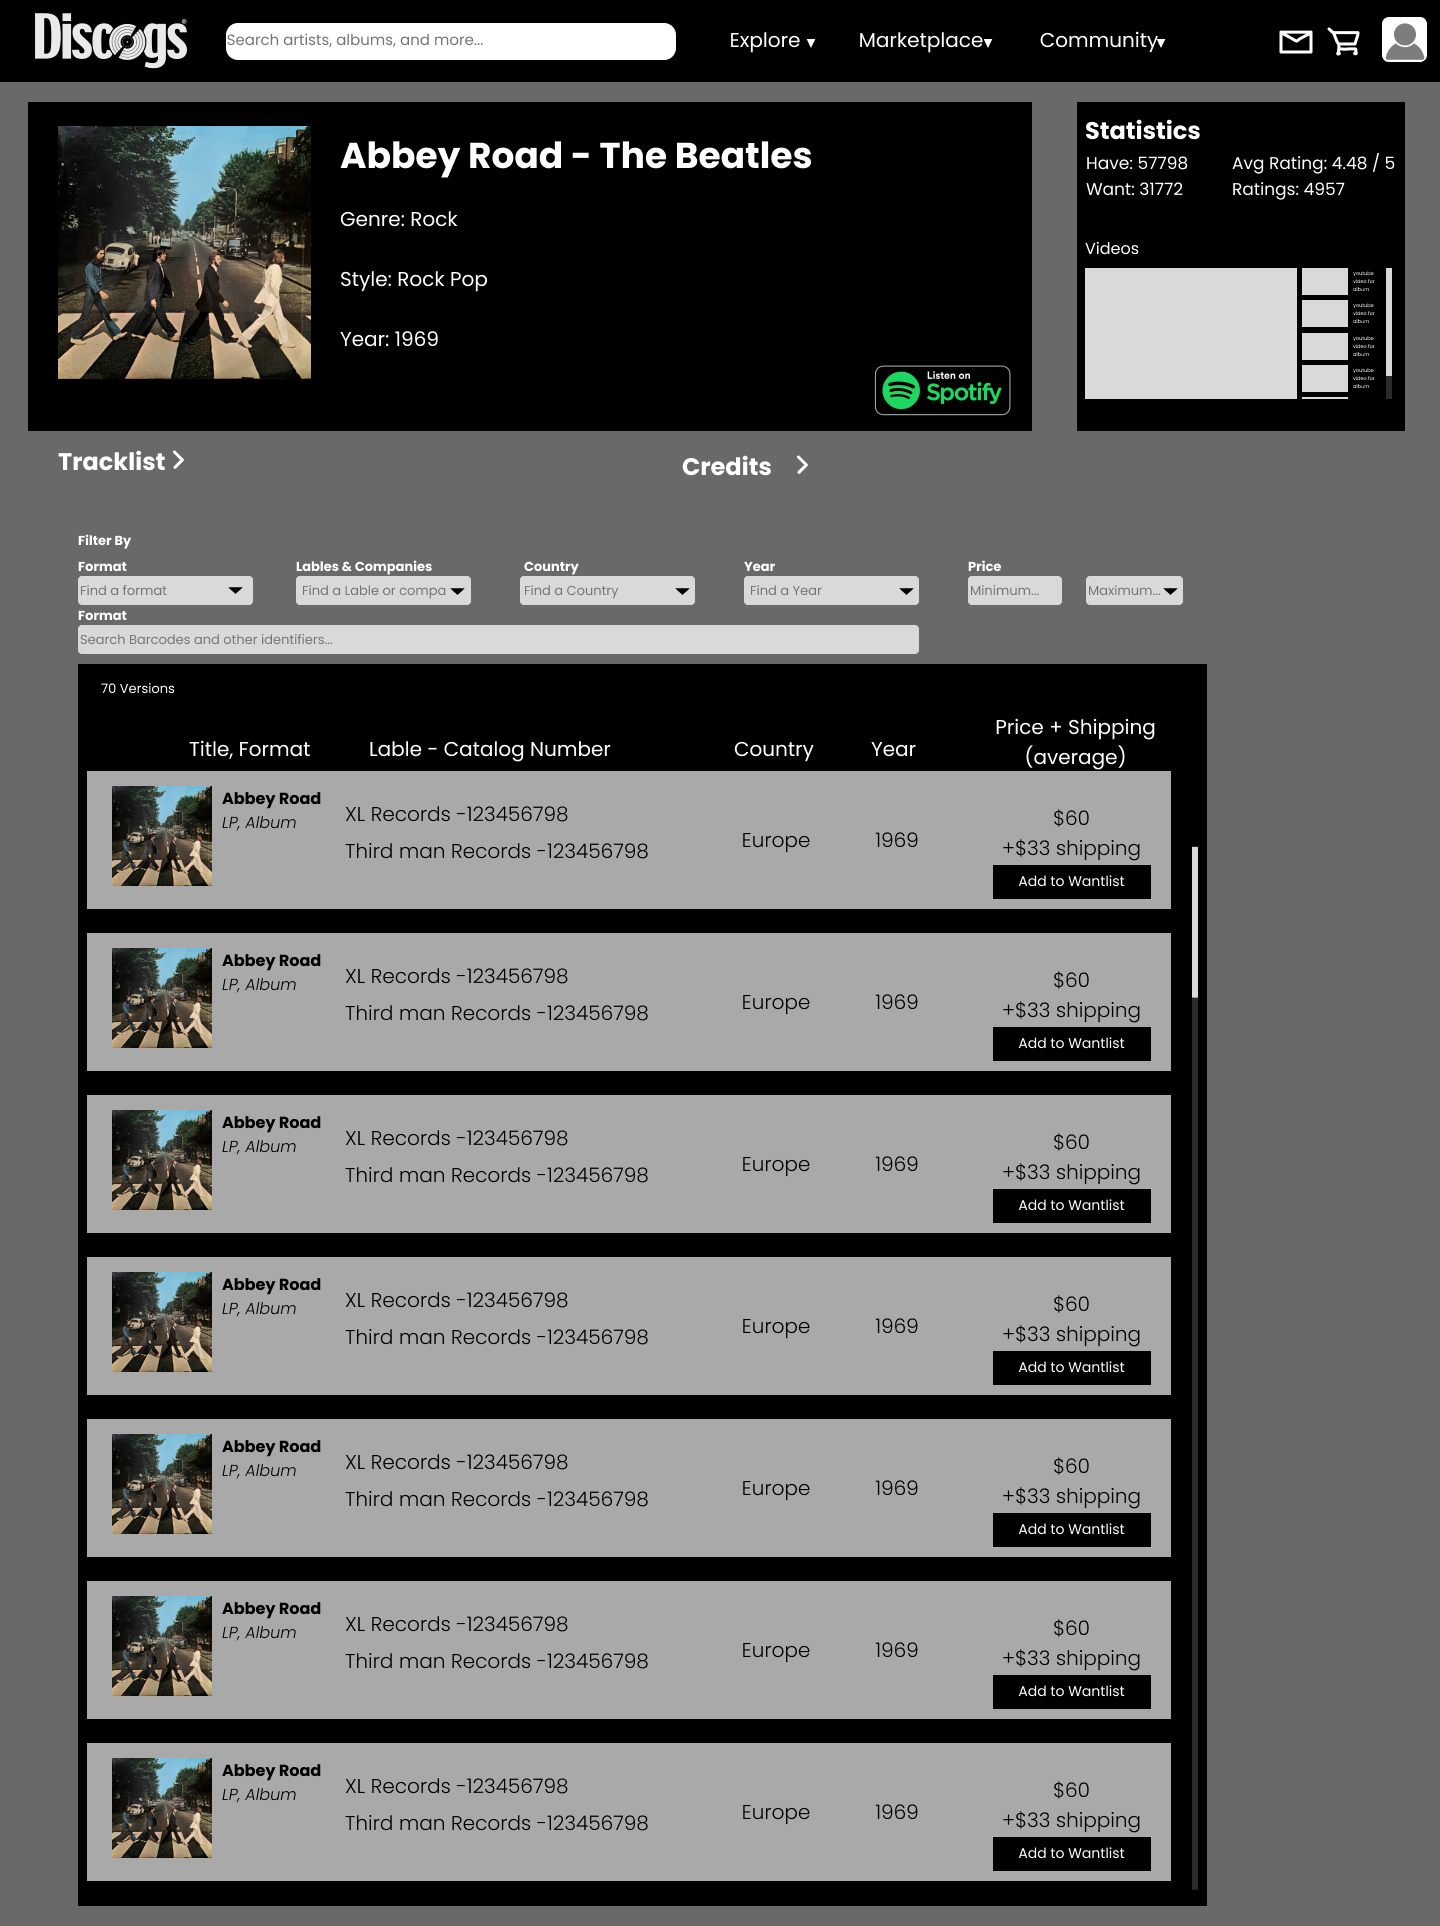 Discogs
Search artists, albums, and more...
Explore ▾
Marketplace▾
Community▾
Abbey Road - The Beatles
Genre: Rock
Style: Rock Pop
Year: 1969
Listen on
Spotify
Statistics
Have: 57798
Avg Rating: 4.48 / 5
Want: 31772
Ratings: 4957
Videos
youtube
video for
album
youtube
video for
album
youtube
video for
album
youtube
video for
album
Tracklist
Credits
Filter By
Format
Lables & Companies
Country
Year
Price
Find a format
Find a Lable or compa
Find a Country
Find a Year
Minimum...
Maximum...
Format
Search Barcodes and other identifiers...
70 Versions
Title, Format
Lable - Catalog Number
Country
Year
Price + Shipping
(average)
Abbey Road
LP, Album
XL Records -123456798
Third man Records -123456798
Europe
1969
$60
+$33 shipping
Add to Wantlist
Abbey Road
LP, Album
XL Records -123456798
Third man Records -123456798
Europe
1969
$60
+$33 shipping
Add to Wantlist
Abbey Road
LP, Album
XL Records -123456798
Third man Records -123456798
Europe
1969
$60
+$33 shipping
Add to Wantlist
Abbey Road
LP, Album
XL Records -123456798
Third man Records -123456798
Europe
1969
$60
+$33 shipping
Add to Wantlist
Abbey Road
LP, Album
XL Records -123456798
Third man Records -123456798
Europe
1969
$60
+$33 shipping
Add to Wantlist
Abbey Road
LP, Album
XL Records -123456798
Third man Records -123456798
Europe
1969
$60
+$33 shipping
Add to Wantlist
Abbey Road
LP, Album
XL Records -123456798
Third man Records -123456798
Europe
1969
$60
+$33 shipping
Add to Wantlist